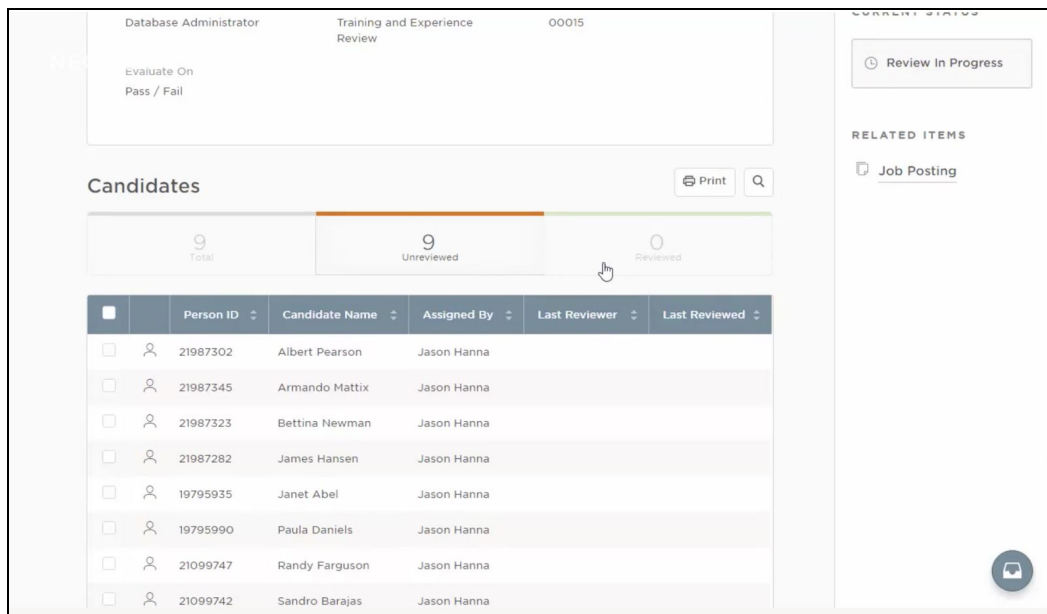 Database Administrator Training and Experience 00015
Review
Evaluate On
Pass / Fail
CURRENT STATUS
Review In Progress
RELATED ITEMS
Job Posting
Candidates Print
9 9 0
Total Unreviewed Reviewed
Person ID Candidate Name Assigned By Last Reviewer Last Reviewed
21987302 Albert Pearson Jason Hanna
21987345 Armando Mattix Jason Hanna
21987323 Bettina Newman Jason Hanna
21987282 James Hansen Jason Hanna
19795935 Janet Abel Jason Hanna
19795990 Paula Daniels Jason Hanna
21099747 Randy Farguson Jason Hanna
21099742 Sandro Barajas Jason Hanna